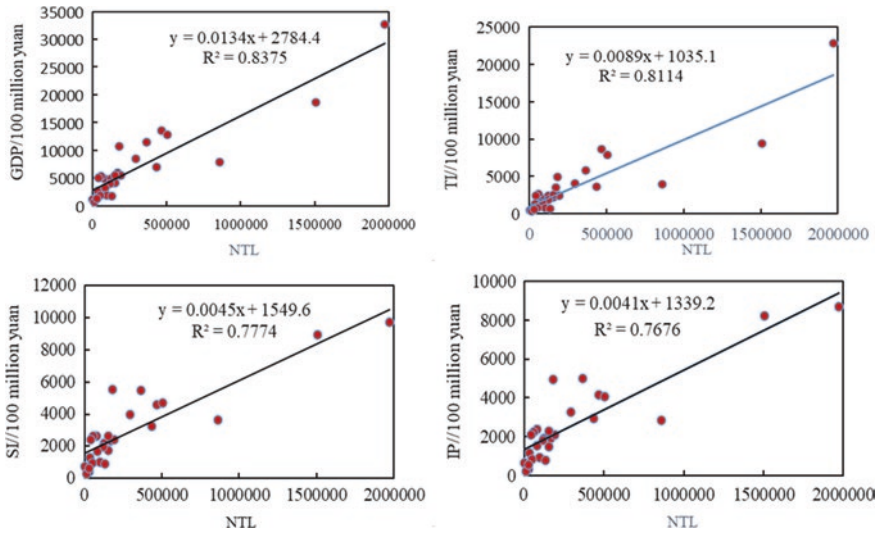 y = 0.0134x + 2784.4
R² = 0.8375
GDP/100 million yuan
35000
30000
25000
20000
15000
10000
5000
0
0
500000
1000000
1500000
2000000
NTL
y = 0.0089x + 1035.1
R² = 0.8114
TI//100 million yuan
25000
20000
15000
10000
5000
0
0
500000
1000000
1500000
2000000
NTL
y = 0.0045x + 1549.6
R² = 0.7774
SI//100 million yuan
12000
10000
8000
6000
4000
2000
0
0
500000
1000000
1500000
2000000
NTL
y = 0.0041x + 1339.2
R² = 0.7676
IP//100 million yuan
10000
8000
6000
4000
2000
0
0
500000
1000000
1500000
2000000
NTL